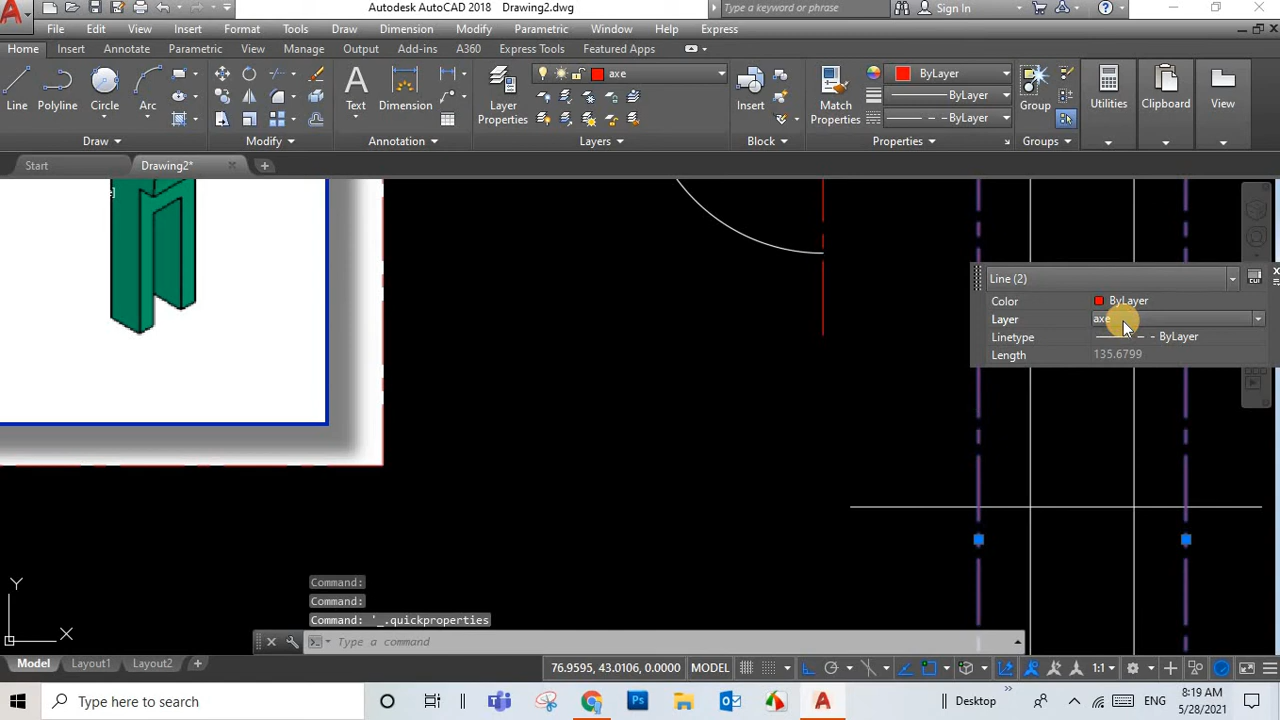 Autodesk AutoCAD 2018 Drawing2.dwg
Type a keyword or phrase
Sign In
File Edit View Insert Format Tools Draw Dimension Modify Parametric Window Help Express
Home Insert Annotate Parametric View Manage Output Add-ins A360 Express Tools Featured Apps
axe
ByLayer
ByLayer
ByLayer
Line Polyline Circle Arc
Text Dimension
Layer Properties
Insert
Match Properties
Group
Utilities
Clipboard
View
Draw
Modify
Annotation
Layers
Block
Properties
Groups
Start
Drawing2*
Line (2)
Color ByLayer
Layer axe
Linetype ByLayer
Length 135.6799
Y
X
Command:
Command:
Command: '_.quickproperties
Type a command
Model Layout1 Layout2
76.9595, 43.0106, 0.0000 MODEL
1:1
Type here to search
Desktop
ENG
8:19 AM
5/28/2021